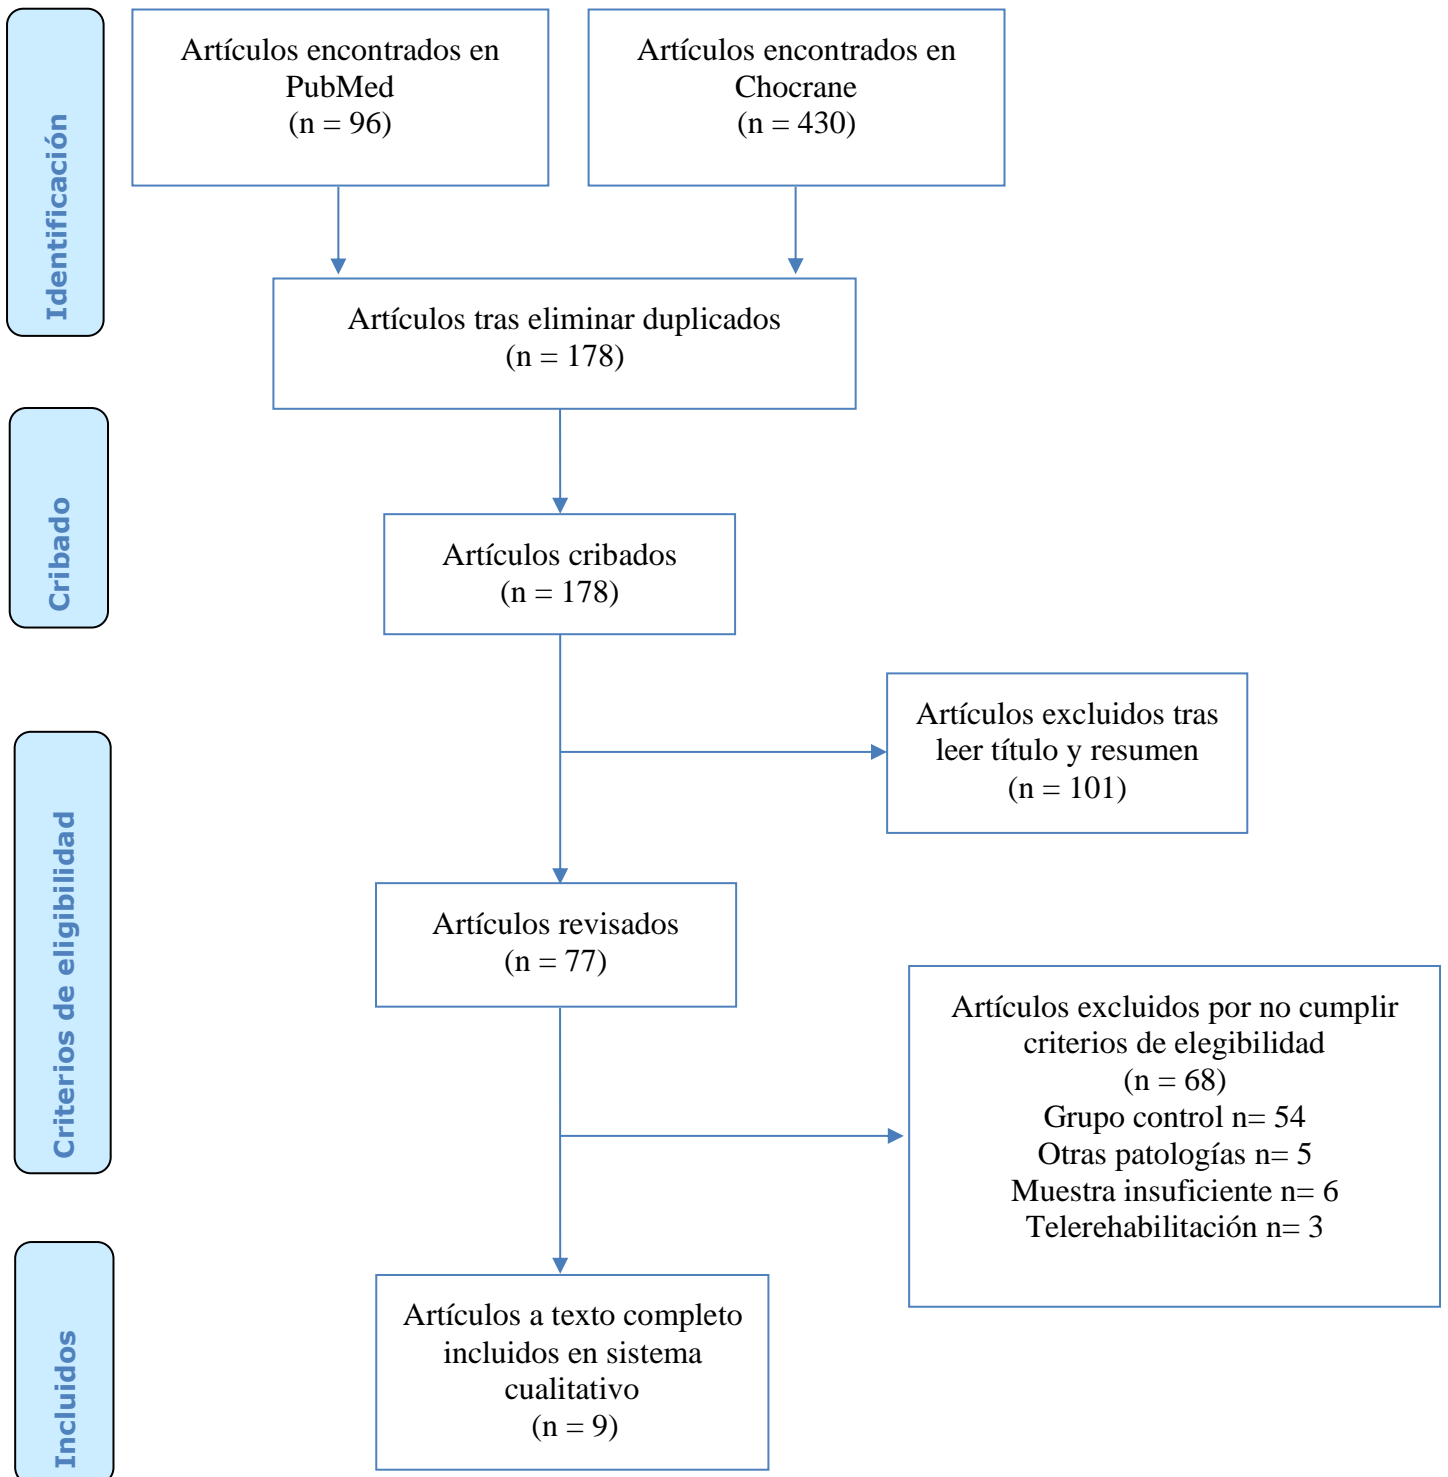 Identificación
Artículos encontrados en
PubMed
(n = 96)
Artículos encontrados en
Chocrane
(n = 430)
Artículos tras eliminar duplicados
(n = 178)
Cribado
Artículos cribados
(n = 178)
Artículos excluidos tras
leer título y resumen
(n = 101)
Criterios de eligibilidad
Artículos revisados
(n = 77)
Artículos excluidos por no cumplir
criterios de elegibilidad
(n = 68)
Grupo control n= 54
Otras patologías n= 5
Muestra insuficiente n= 6
Telerehabilitación n= 3
Incluidos
Artículos a texto completo
incluidos en sistema
cualitativo
(n = 9)